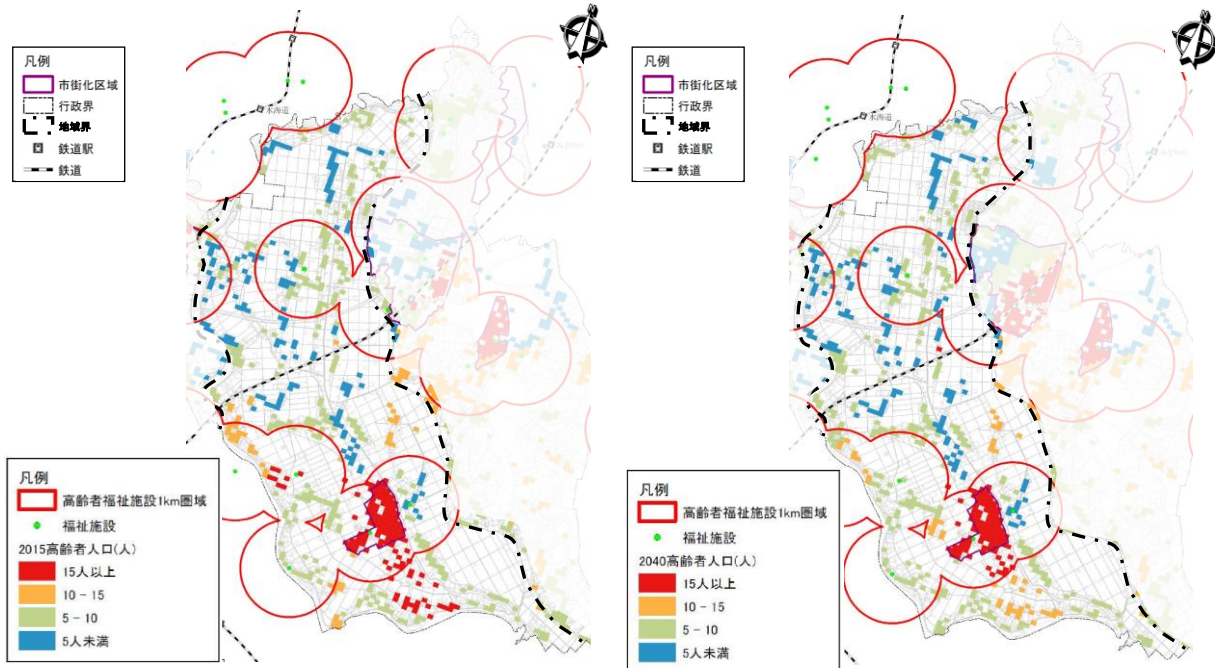 凡例
市街化区域
行政界
地域界
鉄道駅
鉄道
水海道
凡例
高齢者福祉施設1km圏域
福祉施設
2015高齢者人口(人)
15人以上
10 - 15
5 - 10
5人未満
凡例
市街化区域
行政界
地域界
鉄道駅
鉄道
水海道
凡例
高齢者福祉施設1km圏域
福祉施設
2040高齢者人口(人)
15人以上
10 - 15
5 - 10
5人未満